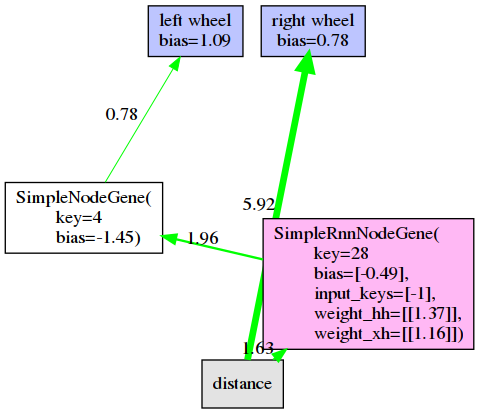 left wheel
bias=1.09
right wheel
bias=0.78
0.78
SimpleNodeGene(
key=4
bias=-1.45)
5.92
1.96
SimpleRnnNodeGene(
key=28
bias=[-0.49],
input_keys=[-1],
weight_hh=[[1.37]],
weight_xh=[[1.16]])
1.63
distance